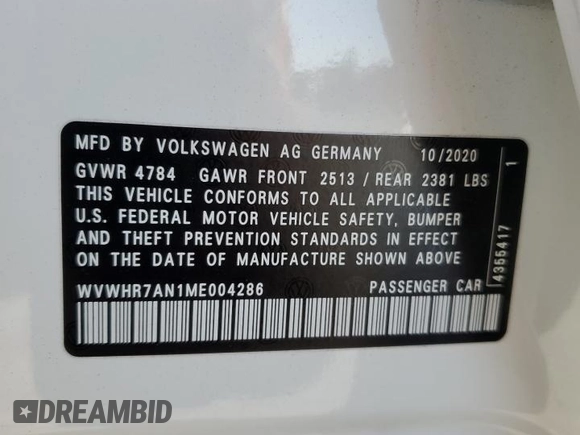 MFD BY VOLKSWAGEN AG GERMANY 10/2020
GVWR 4784 GAWR FRONT 2513 / REAR 2381 LBS
THIS VEHICLE CONFORMS TO ALL APPLICABLE
U.S. FEDERAL MOTOR VEHICLE SAFETY, BUMPER
AND THEFT PREVENTION STANDARDS IN EFFECT
ON THE DATE OF MANUFACTURE SHOWN ABOVE
WVWHR7AN1ME004286 PASSENGER CAR
4355417 1
DREAMBID